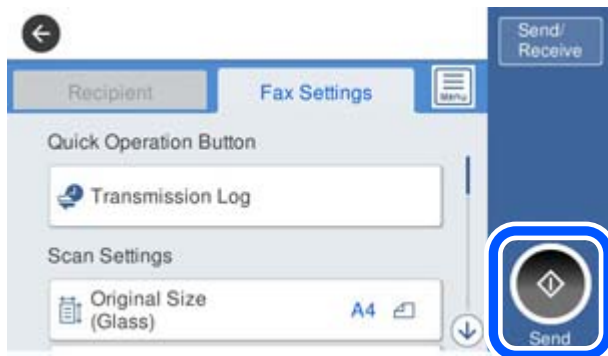 Send/
Receive
Recipient
Fax Settings
Menu
Quick Operation Button
Transmission Log
Scan Settings
Original Size
(Glass)
A4
Send